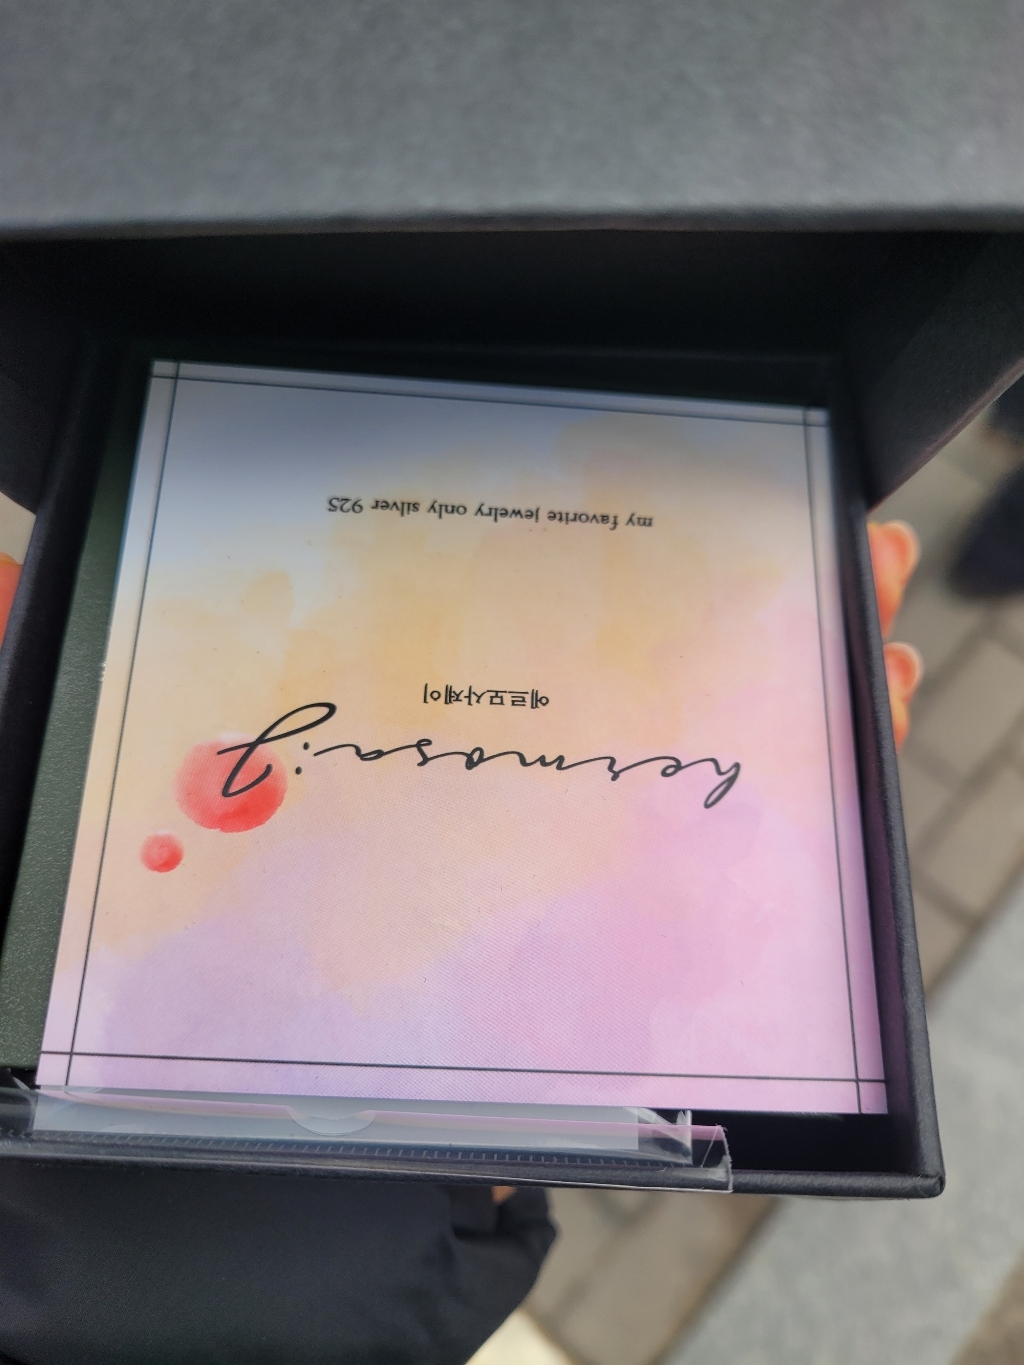 hermosa:J
에르모사제이
my favorite jewelry only silver 925